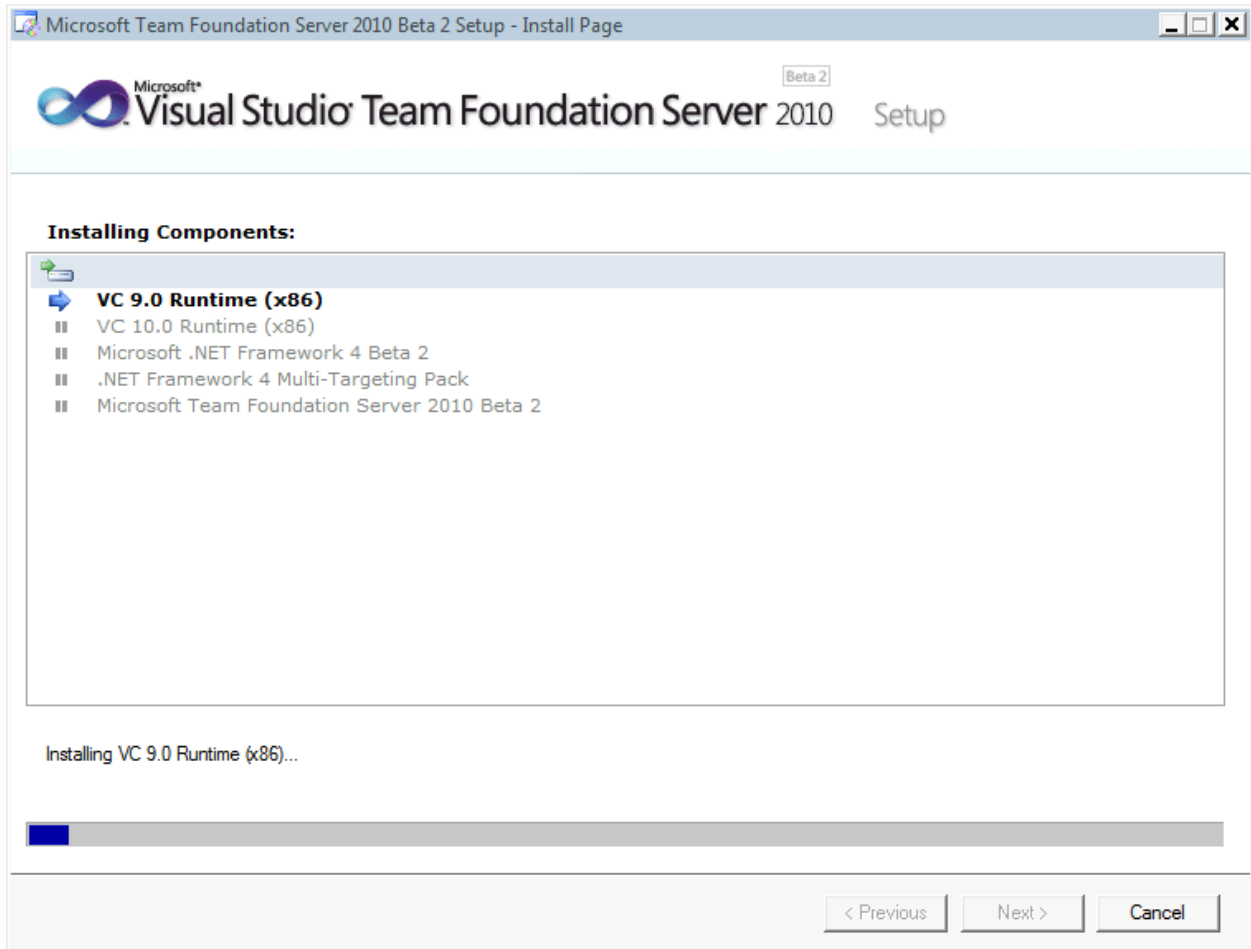 Microsoft Team Foundation Server 2010 Beta 2 Setup - Install Page
Beta 2
Microsoft®
Visual Studio Team Foundation Server 2010 Setup
Installing Components:
VC 9.0 Runtime (x86)
VC 10.0 Runtime (x86)
Microsoft .NET Framework 4 Beta 2
.NET Framework 4 Multi-Targeting Pack
Microsoft Team Foundation Server 2010 Beta 2
Installing VC 9.0 Runtime (x86)...
< Previous Next > Cancel